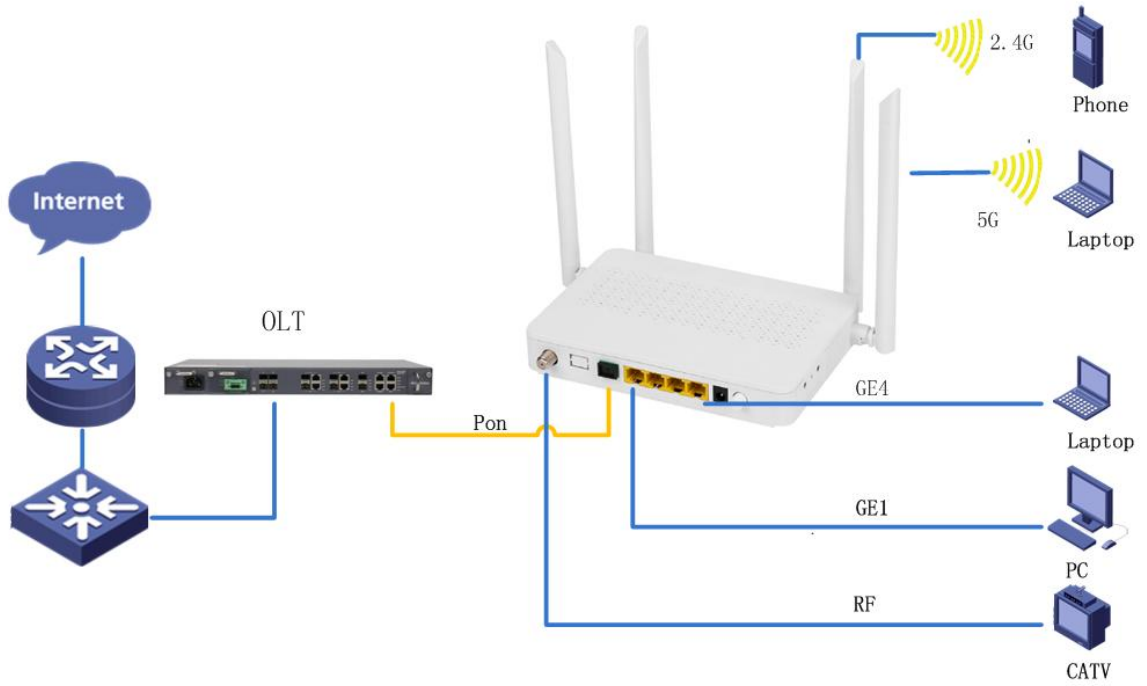 2.4G
Phone
Internet
5G
Laptop
OLT
GE4
Pon
Laptop
GE1
PC
RF
CATV